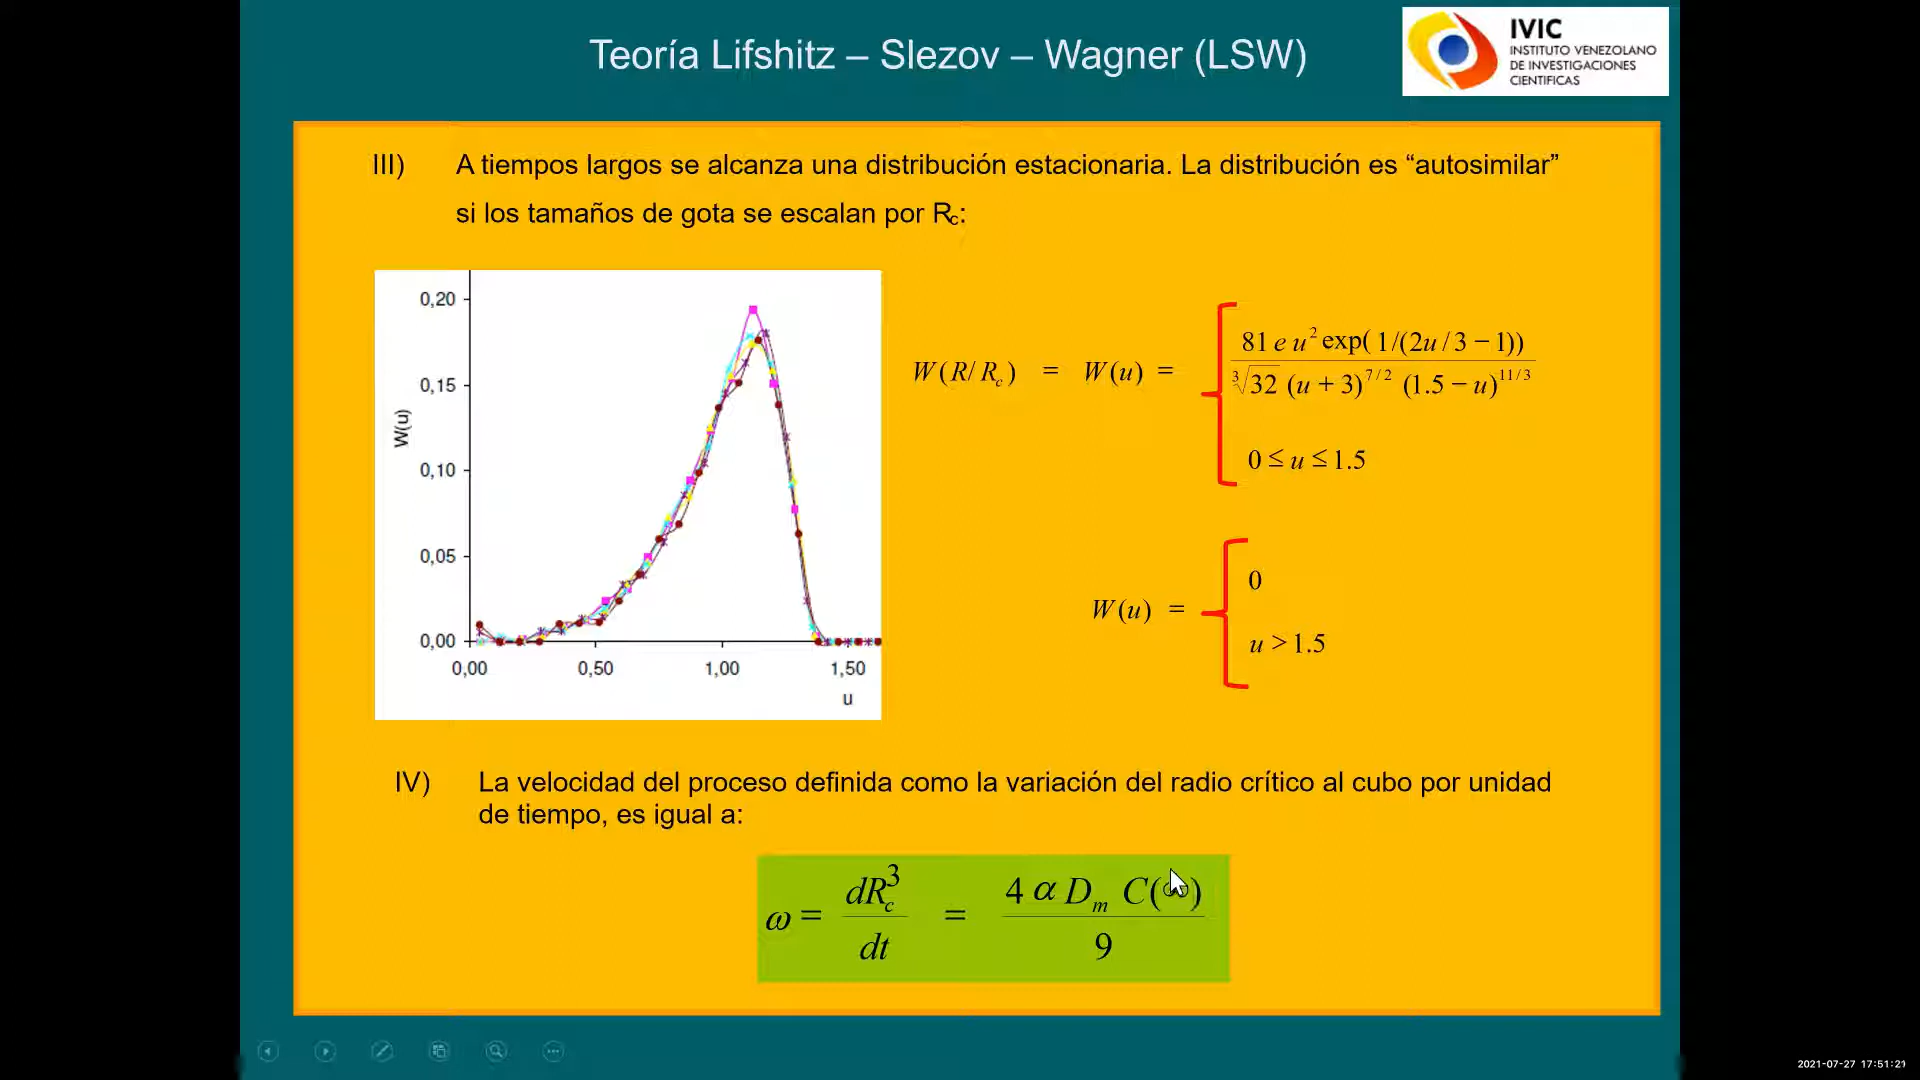 Teoría Lifshitz – Slezov – Wagner (LSW)
IVIC
INSTITUTO VENEZOLANO
DE INVESTIGACIONES
CIENTIFICAS
III) A tiempos largos se alcanza una distribución estacionaria. La distribución es “autosimilar”
si los tamaños de gota se escalan por Rc:
0,20
0,15
0,10
0,05
0,00
W(u)
0,00 0,50 1,00 1,50
u
W(R/Rc) = W(u) =
81 e u² exp(1/(2u/3 − 1))
∛32 (u + 3)^7/2 (1.5 − u)^11/3
0 ≤ u ≤ 1.5
W(u) =
0
u > 1.5
IV) La velocidad del proceso definida como la variación del radio crítico al cubo por unidad
de tiempo, es igual a:
ω = dRc³/dt = 4 α Dm C(∞)/9
2021-07-27 17:51:21